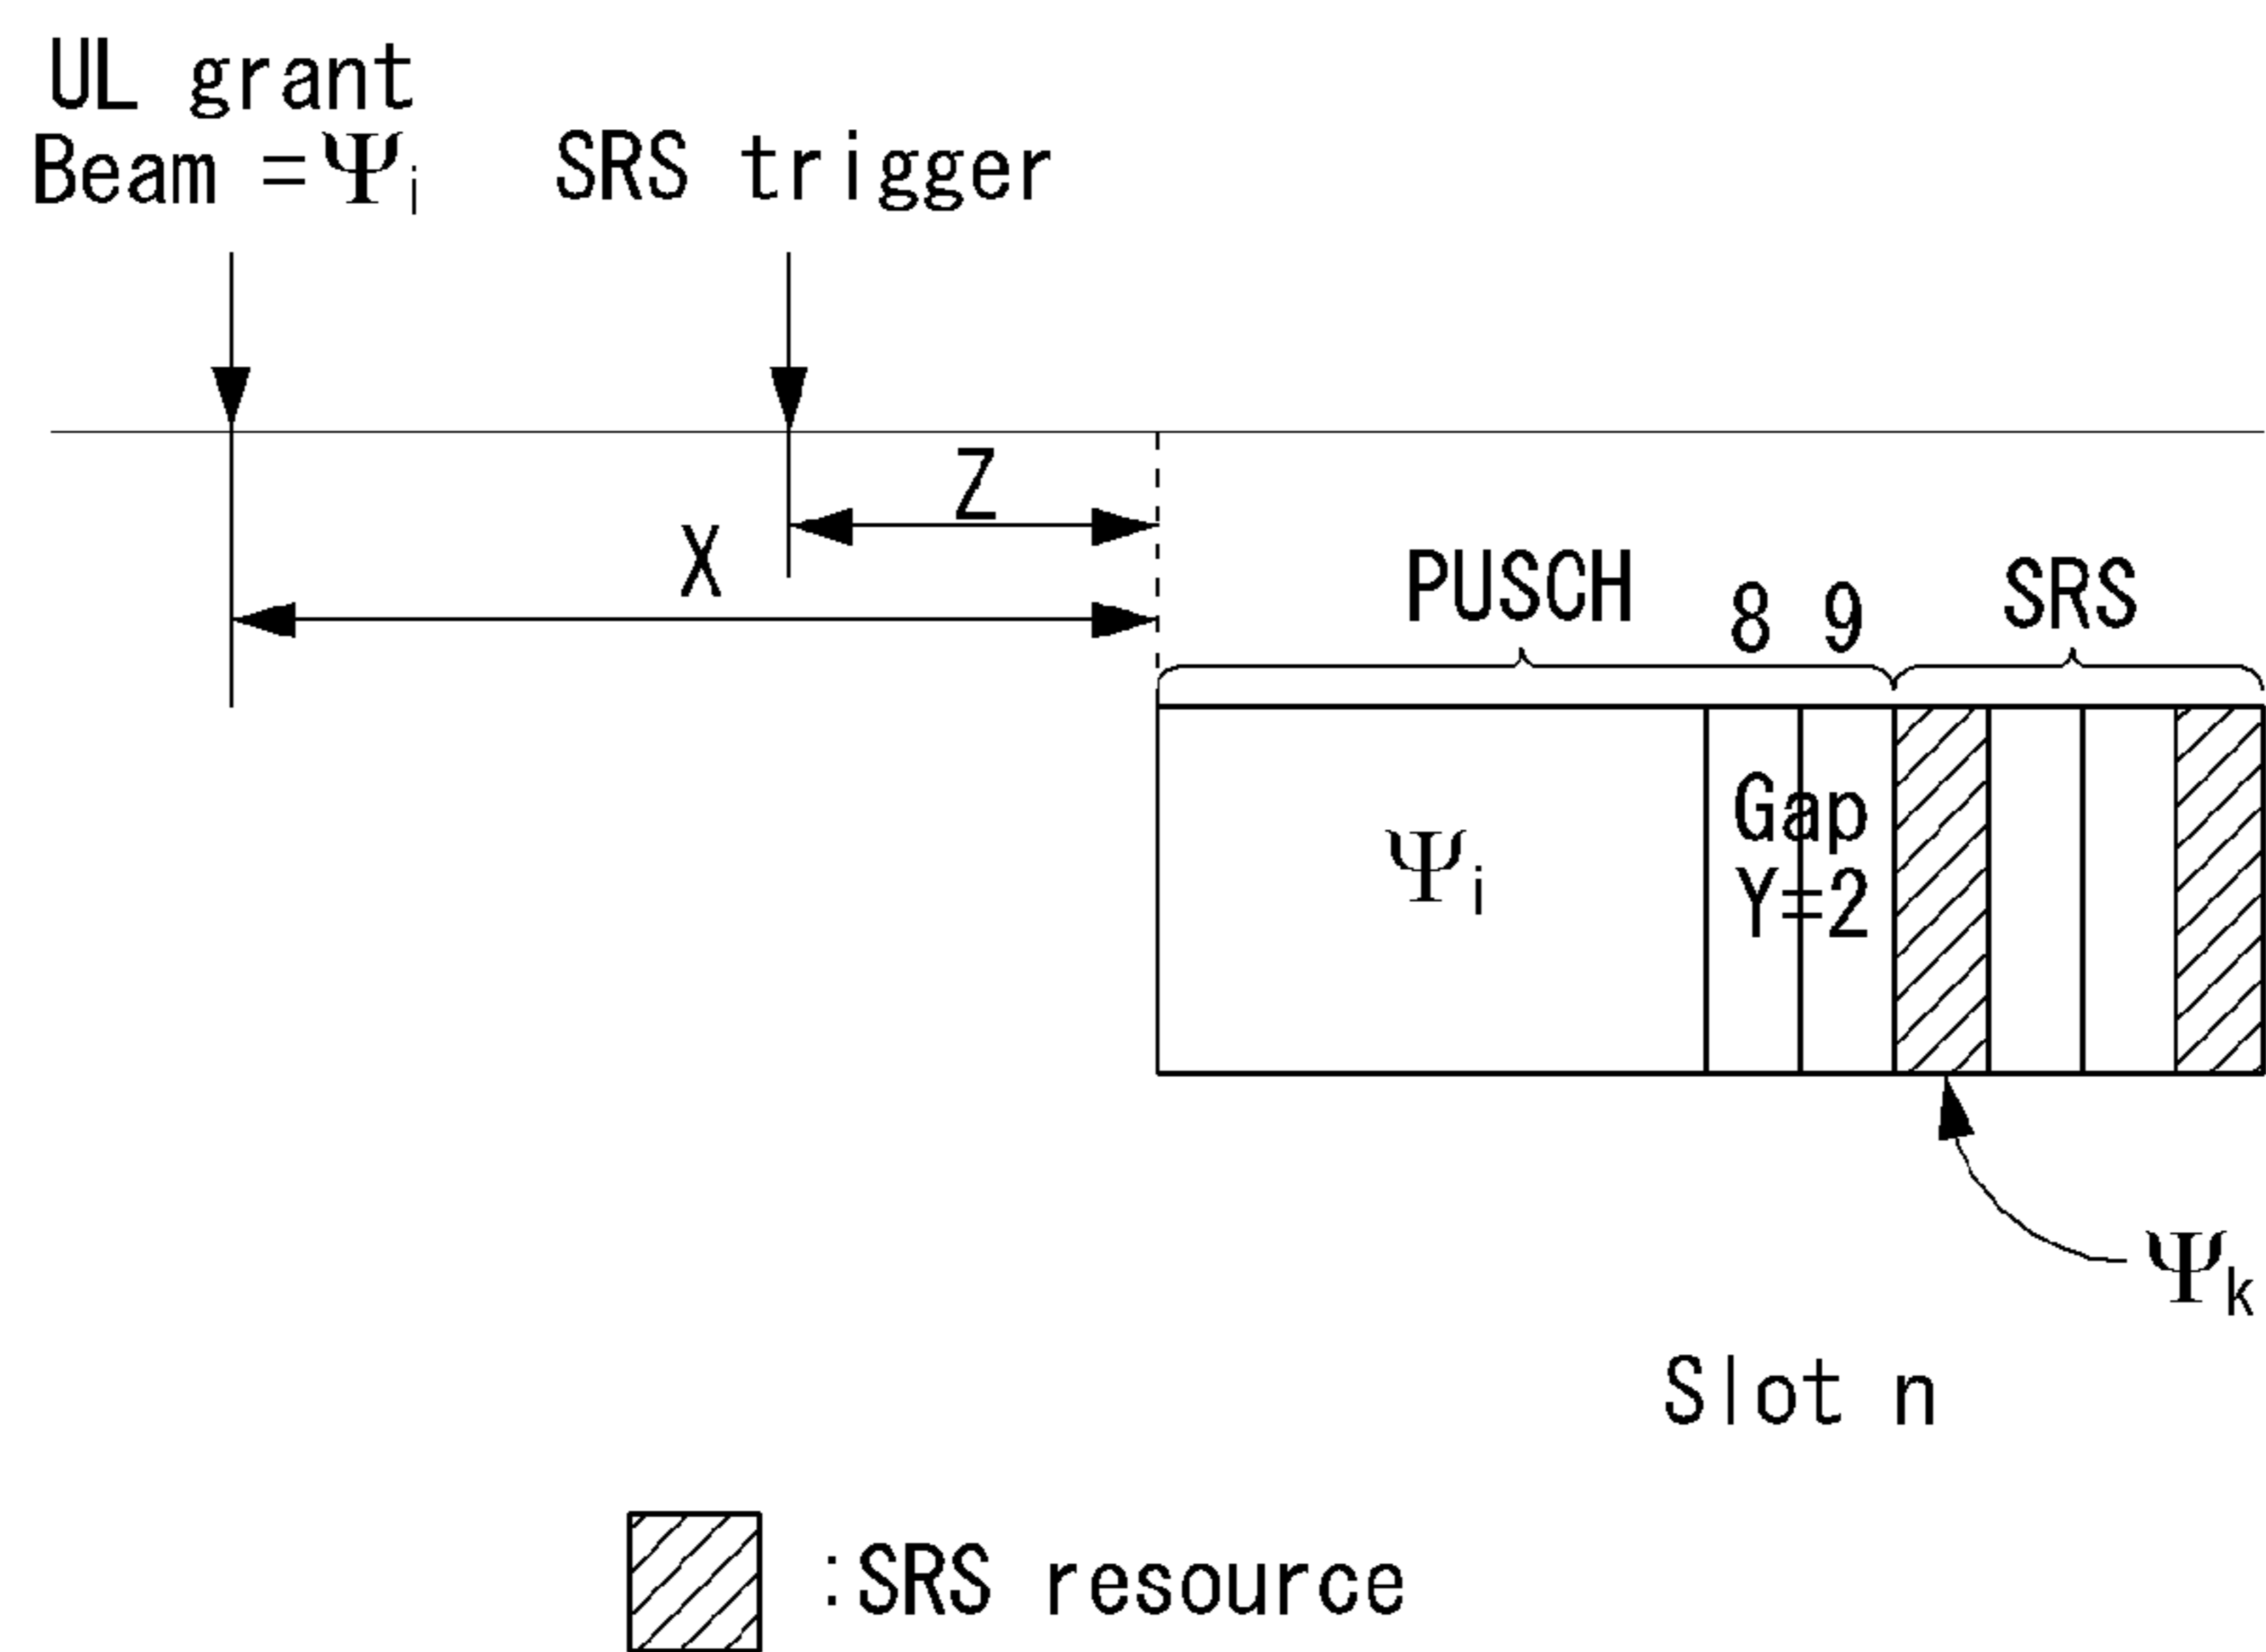 UL grant
Beam =Ψi
SRS trigger
Z
X
PUSCH
8 9
SRS
Gap
Y=2
Ψi
Ψk
Slot n
:SRS resource